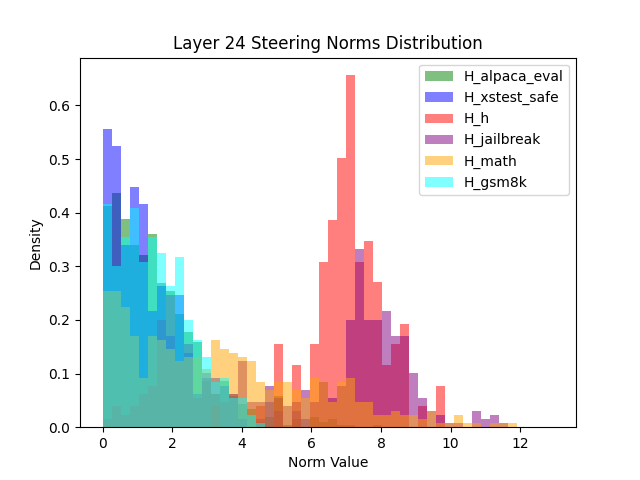 Layer 24 Steering Norms Distribution
H_alpaca_eval
H_xstest_safe
H_h
H_jailbreak
H_math
H_gsm8k
Density
0.6
0.5
0.4
0.3
0.2
0.1
0.0
0 2 4 6 8 10 12
Norm Value